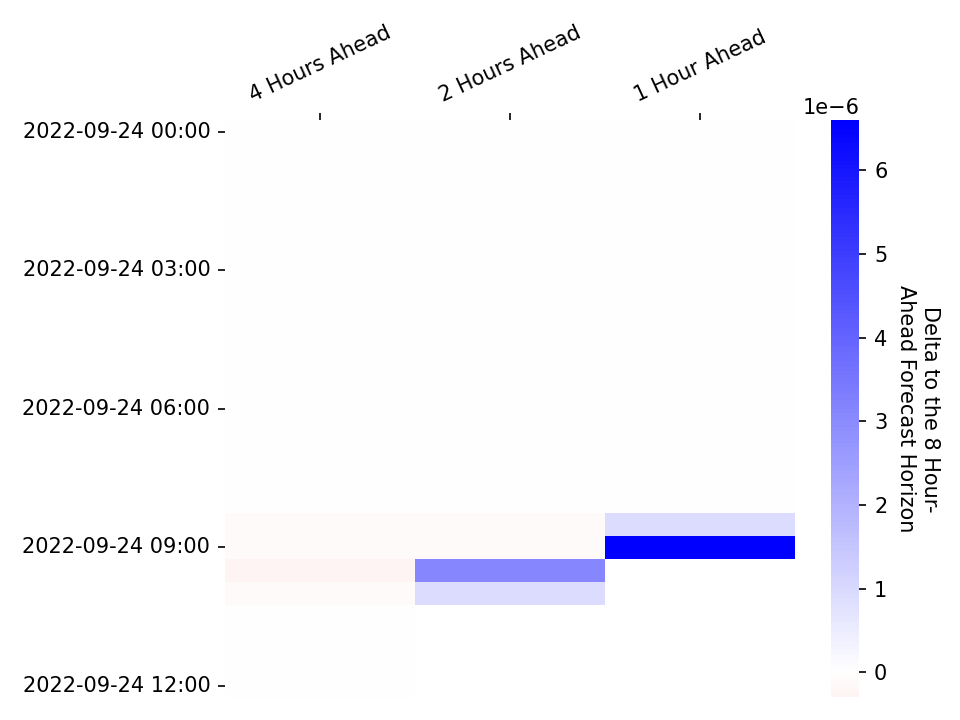 4 Hours Ahead
2 Hours Ahead
1 Hour Ahead
1e−6
2022-09-24 00:00
2022-09-24 03:00
2022-09-24 06:00
2022-09-24 09:00
2022-09-24 12:00
6
5
4
3
2
1
0
Delta to the 8 Hour-
Ahead Forecast Horizon